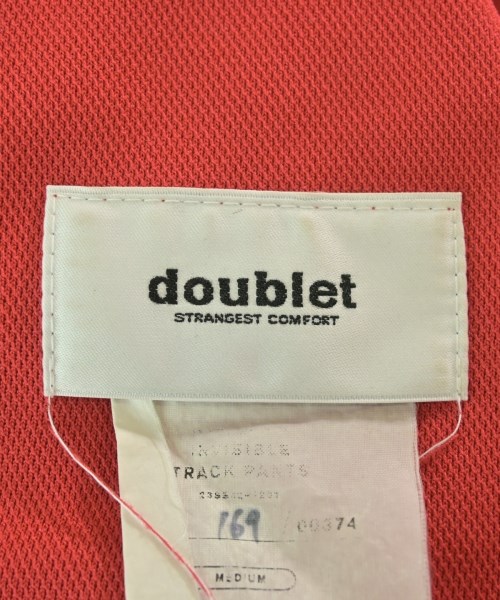 doublet
STRANGEST COMFORT
INVISIBLE
TRACK PANTS
169 / 00374
MEDIUM